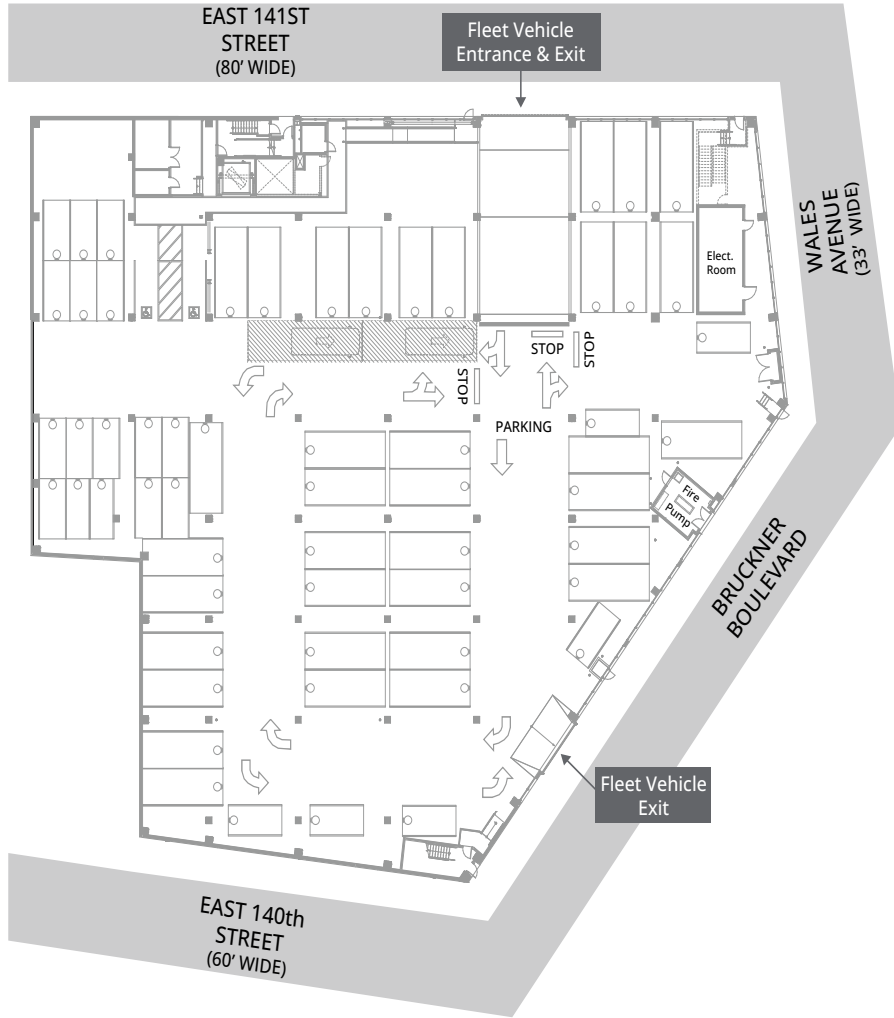 EAST 141ST
STREET
(80’ WIDE)
Fleet Vehicle
Entrance & Exit
WALES
AVENUE
(33’ WIDE)
Elect.
Room
STOP
STOP
STOP
PARKING
Fire
Pump
BRUCKNER
BOULEVARD
Fleet Vehicle
Exit
EAST 140th
STREET
(60’ WIDE)